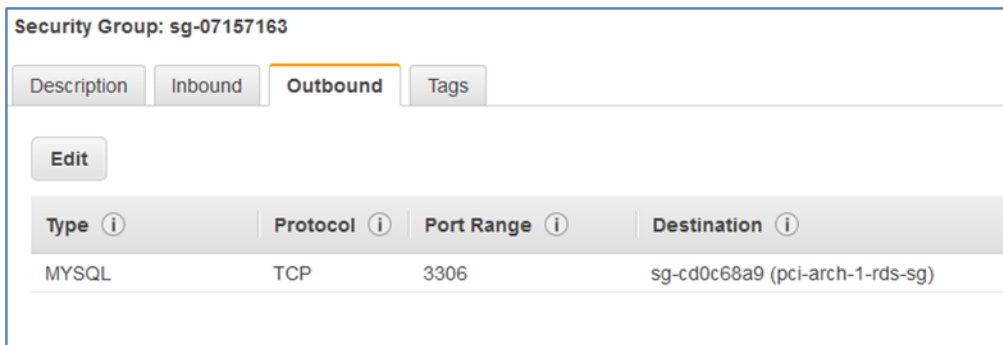 Security Group: sg-07157163
Description Inbound Outbound Tags
Edit
Type i Protocol i Port Range i Destination i
MYSQL TCP 3306 sg-cd0c68a9 (pci-arch-1-rds-sg)